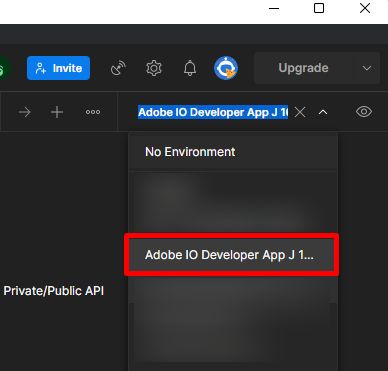 Invite
Upgrade
Adobe IO Developer App J 1
No Environment
Adobe IO Developer App J 1...
Private/Public API